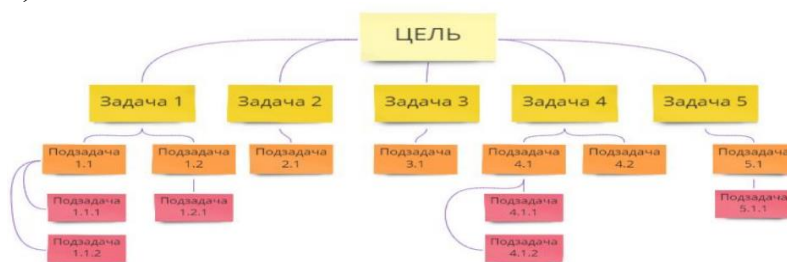 ЦЕЛЬ
Задача 1
Задача 2
Задача 3
Задача 4
Задача 5
Подзадача
1.1
Подзадача
1.2
Подзадача
2.1
Подзадача
3.1
Подзадача
4.1
Подзадача
4.2
Подзадача
5.1
Подзадача
1.1.1
Подзадача
1.2.1
Подзадача
4.1.1
Подзадача
5.1.1
Подзадача
1.1.2
Подзадача
4.1.2